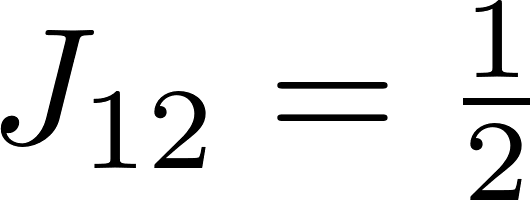 J_{12} = \frac{1}{2}